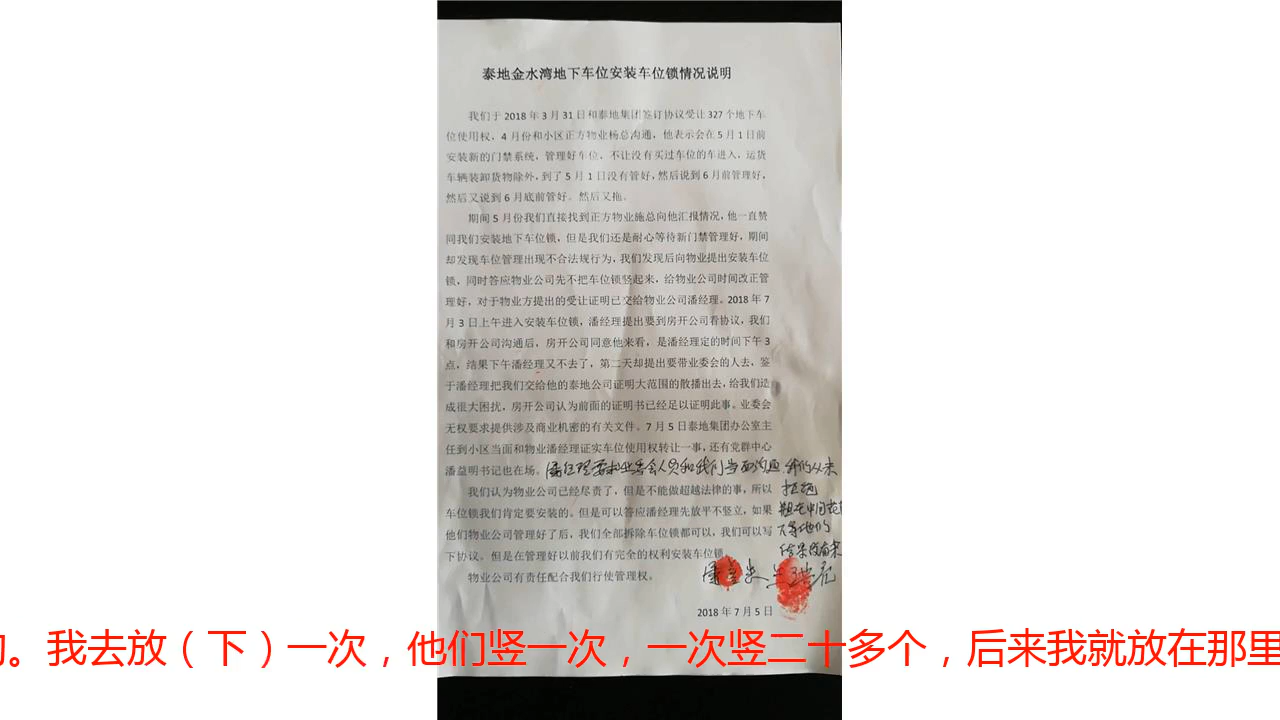 泰地金水湾地下车位安装车位锁情况说明
我们于 2018 年 3 月 31 日和泰地集团签订协议受让 327 个地下车
位使用权，4 月份和小区正方物业杨总沟通，他表示会在 5 月 1 日前
安装新的门禁系统，管理好车位，不让没有买过车位的车进入，运货
车辆装卸货物除外，到了 5 月 1 日没有管好，然后说到 6 月前管理好，
然后又说到 6 月底前管好。然后又拖。
期间 5 月份我们直接找到正方物业施总向他汇报情况，他一直赞
同我们安装地下车位锁，但是我们还是耐心等待新门禁管理好，期间
却发现车位管理出现不合法规行为，我们发现后向物业提出安装车位
锁，同时答应物业公司先不把车位锁竖起来，给物业公司时间改正管
理好，对于物业方提出的受让证明已交给物业公司潘经理。2018 年 7
月 3 日上午进入安装车位锁，潘经理提出要到房开公司看协议，我们
和房开公司沟通后，房开公司同意他来看，是潘经理定的时间下午 3
点，结果下午潘经理又不去了，第二天却提出要带业委会的人去，鉴
于潘经理把我们交给他的泰地公司证明大范围的散播出去，给我们造
成很大困扰，房开公司认为前面的证明书已经足以证明此事。业委会
无权要求提供涉及商业机密的有关文件。7 月 5 日泰地集团办公室主
任到小区当面和物业潘经理证实车位使用权转让一事，还有党群中心
潘益明书记也在场。潘经理要求业委会人员和我们当面沟通
我们认为物业公司已经尽责了，但是不能做超越法律的事，所以
车位锁我们肯定要安装的。但是可以答应潘经理先放平不竖立，如果
他们物业公司管理好了后，我们全部拆除车位锁都可以，我们可以写
下协议。但是在管理好以前我们有完全的权利安装车位锁。
物业公司有责任配合我们行使管理权。
2018 年 7 月 5 日
。我去放（下）一次，他们竖一次，一次竖二十多个，后来我就放在那里